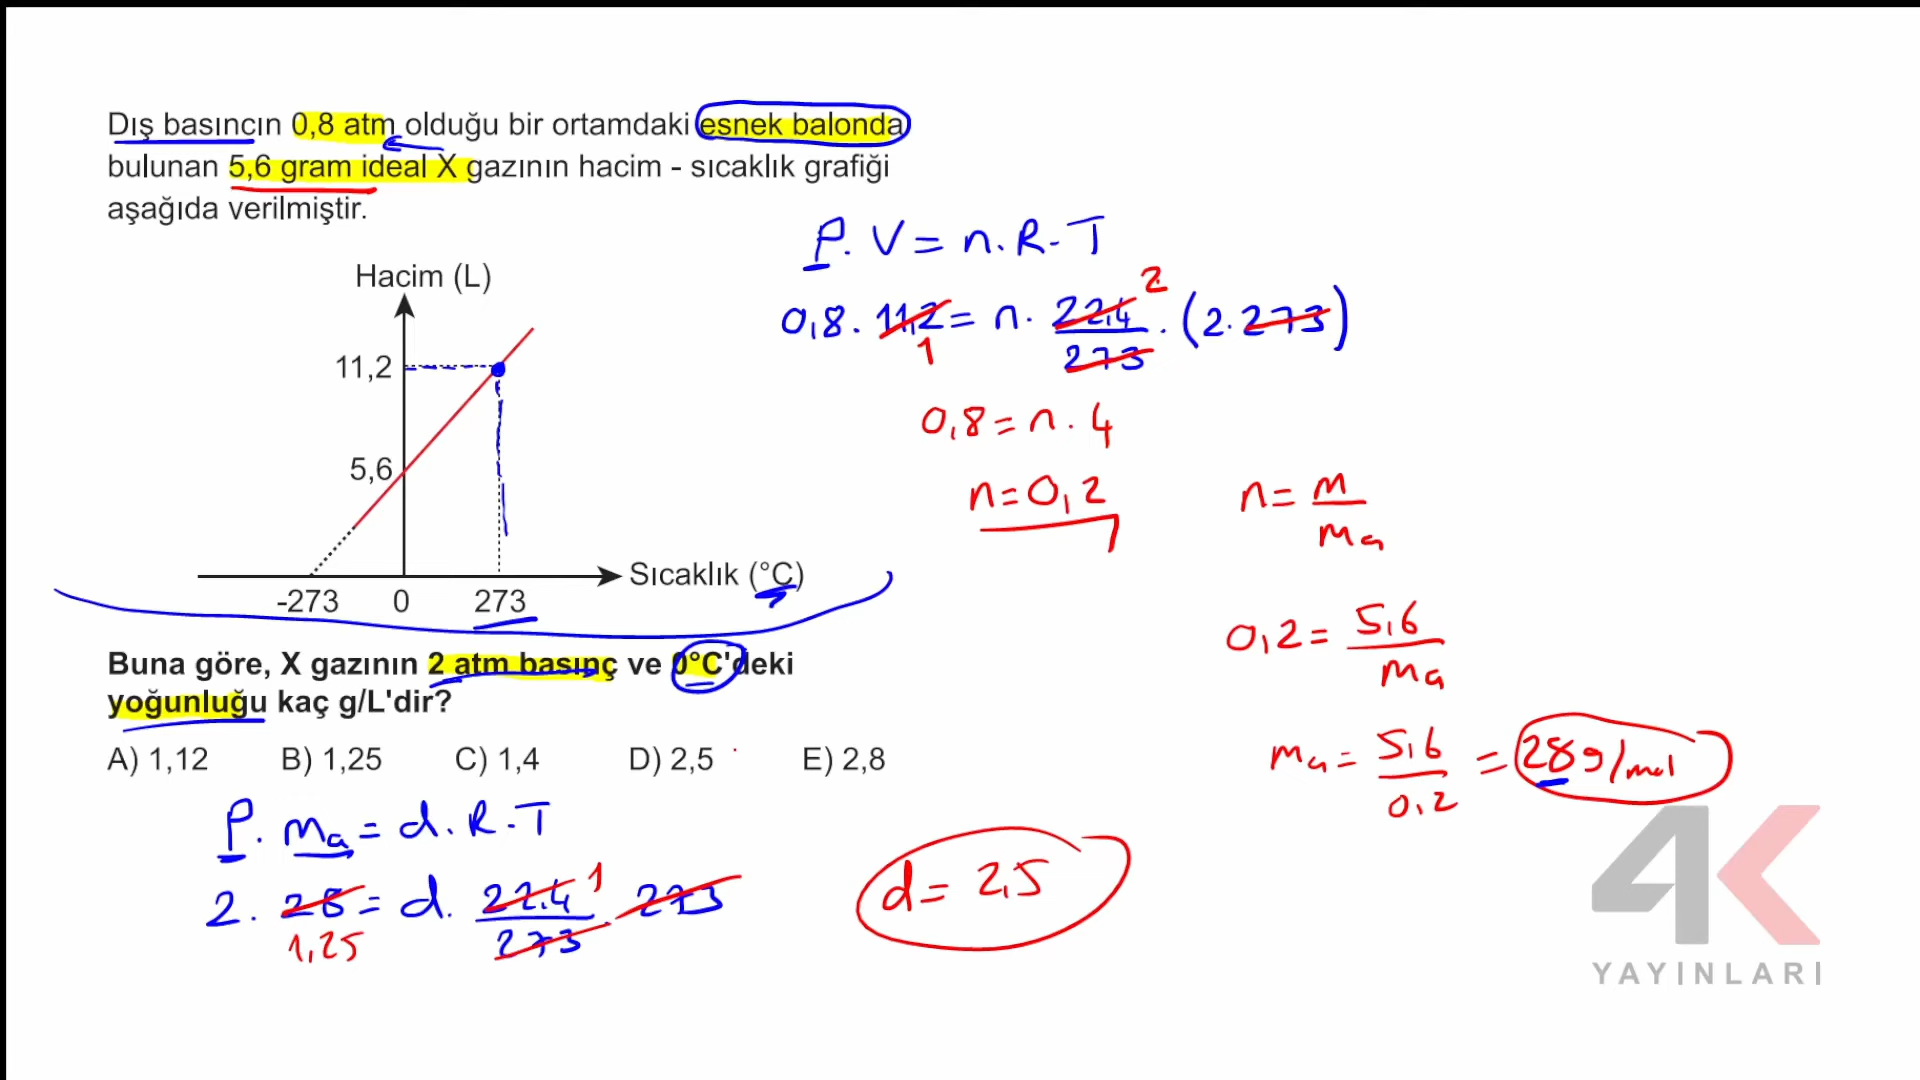 Dış basıncın 0,8 atm olduğu bir ortamdaki esnek balonda
bulunan 5,6 gram ideal X gazının hacim - sıcaklık grafiği
aşağıda verilmiştir.
Hacim (L)
11,2
5,6
Sıcaklık (°C)
-273 0 273
Buna göre, X gazının 2 atm basınç ve 0°C'deki
yoğunluğu kaç g/L'dir?
A) 1,12 B) 1,25 C) 1,4 D) 2,5 E) 2,8
P. V = n. R. T
2
0,8. 11,2 = n. 22,4/273 . (2.273)
1
0,8 = n. 4
n = 0,2
n = m/Ma
0,2 = 5,6/Ma
Ma = 5,6/0,2 = 28 g/mol
P. Ma = d. R. T
1
2. 28 = d. 22,4/273 . 273
1,25
d = 2,5
4K
YAYINLARI